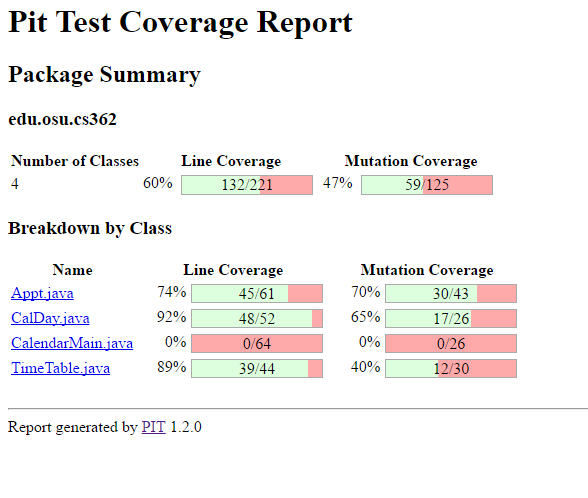 Pit Test Coverage Report
Package Summary
edu.osu.cs362
Number of Classes Line Coverage Mutation Coverage
4 60% 132/221 47% 59/125
Breakdown by Class
Name Line Coverage Mutation Coverage
Appt.java 74% 45/61 70% 30/43
CalDay.java 92% 48/52 65% 17/26
CalendarMain.java 0% 0/64 0% 0/26
TimeTable.java 89% 39/44 40% 12/30
Report generated by PIT 1.2.0